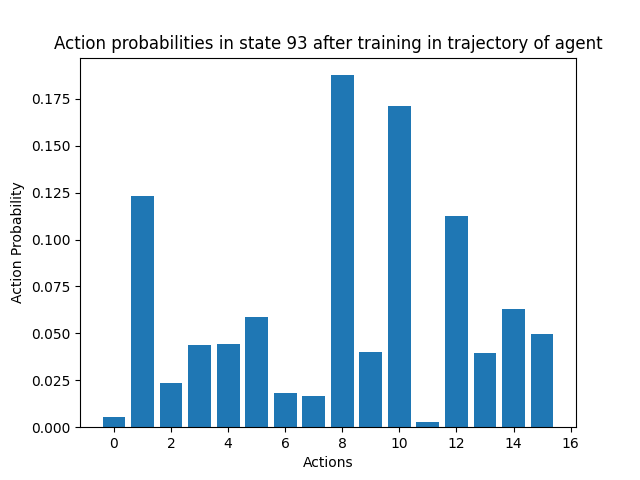 Action probabilities in state 93 after training in trajectory of agent
0.175
0.150
0.125
0.100
0.075
0.050
0.025
0.000
Action Probability
0 2 4 6 8 10 12 14 16
Actions